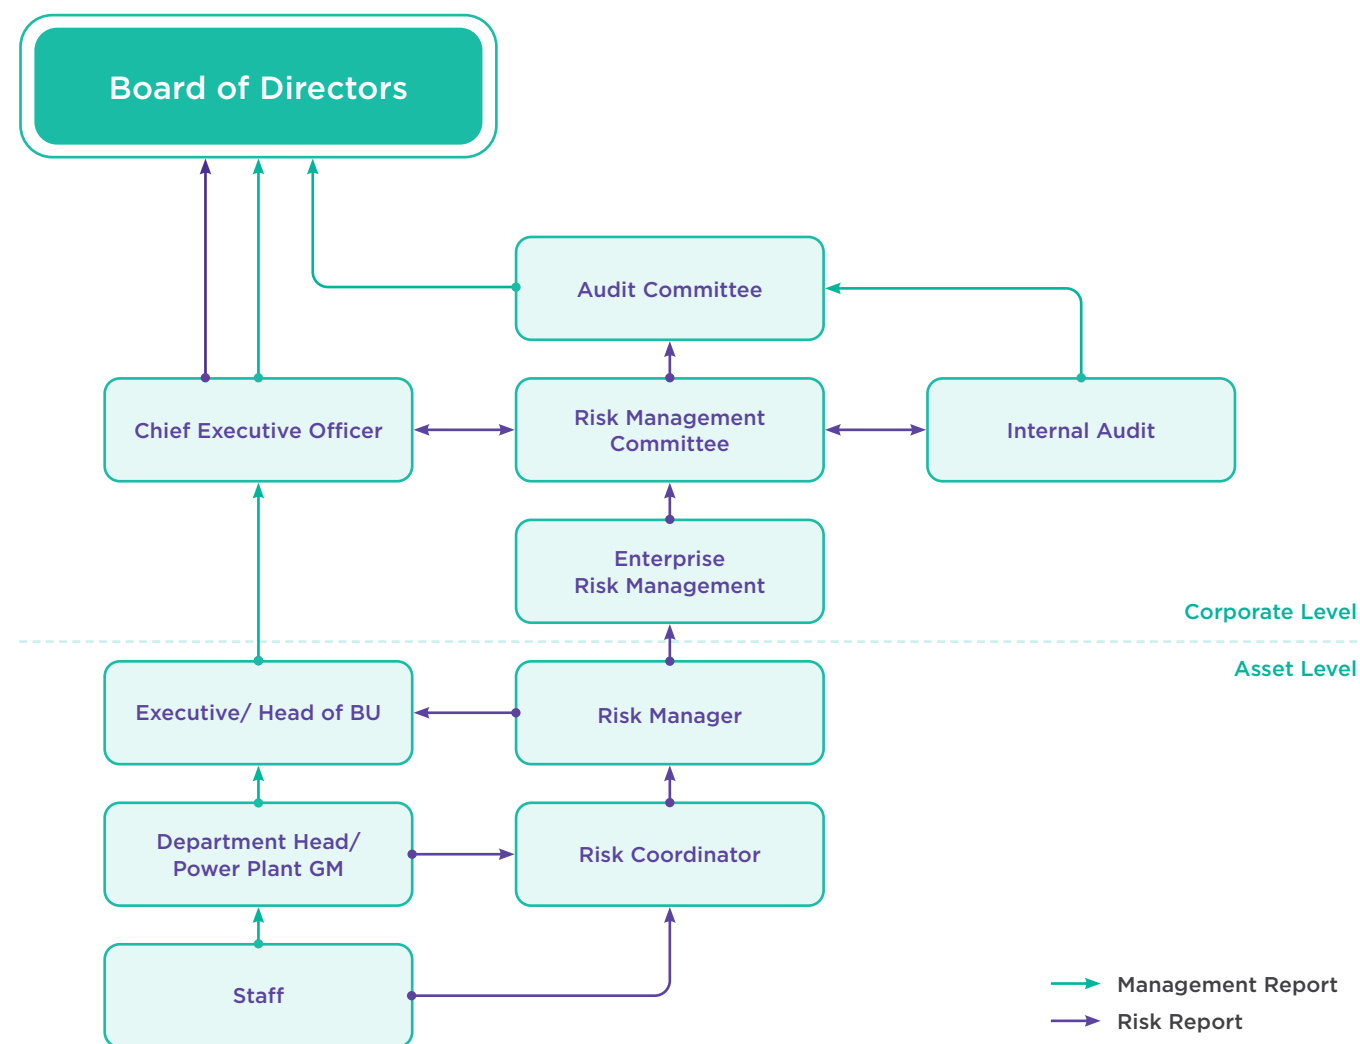 Board of Directors
Audit Committee
Chief Executive Officer
Risk Management
Committee
Internal Audit
Enterprise
Risk Management
Corporate Level
Asset Level
Executive/ Head of BU
Risk Manager
Department Head/
Power Plant GM
Risk Coordinator
Staff
Management Report
Risk Report